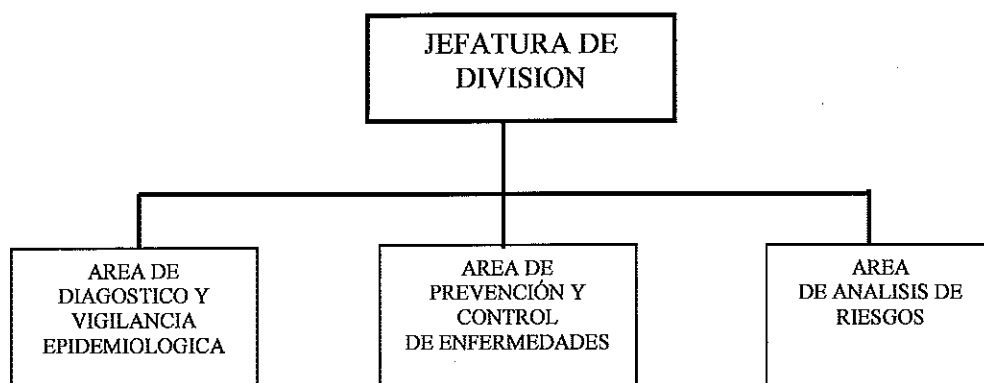 JEFATURA DE
DIVISION
AREA DE
DIAGOSTICO Y
VIGILANCIA
EPIDEMIOLOGICA
AREA DE
PREVENCIÓN Y
CONTROL
DE ENFERMEDADES
AREA
DE ANALISIS DE
RIESGOS